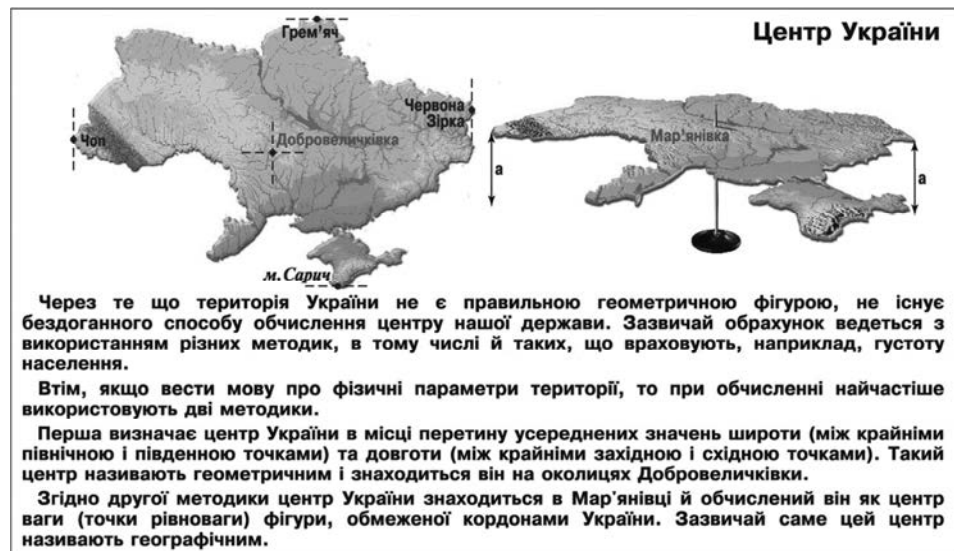 Центр України
Грем'яч
Червона
Зірка
Чоп
Добровеличківка
м. Сарич
Мар'янівка
а
а
Через те що територія України не є правильною геометричною фігурою, не існує
бездоганного способу обчислення центру нашої держави. Зазвичай обрахунок ведеться з
використанням різних методик, в тому числі й таких, що враховують, наприклад, густоту
населення.
Втім, якщо вести мову про фізичні параметри території, то при обчисленні найчастіше
використовують дві методики.
Перша визначає центр України в місці перетину усереднених значень широти (між крайніми
північною і південною точками) та довготи (між крайніми західною і східною точками). Такий
центр називають геометричним і знаходиться він на околицях Добровеличківки.
Згідно другої методики центр України знаходиться в Мар'янівці й обчислений він як центр
ваги (точки рівноваги) фігури, обмеженої кордонами України. Зазвичай саме цей центр
називають географічним.